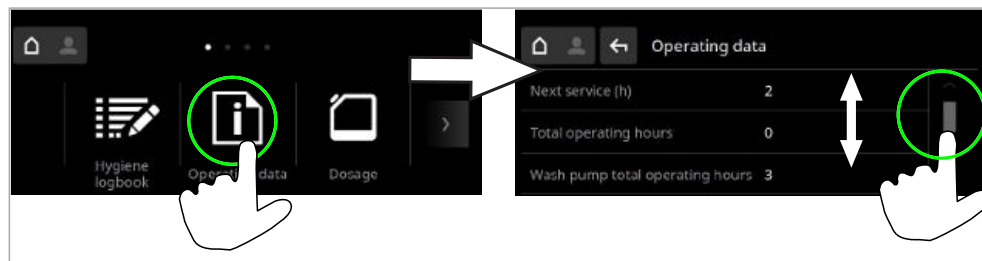 Operating data
Next service (h) 2
Total operating hours 0
Wash pump total operating hours 3
Hygiene
logbook
data
Dosage